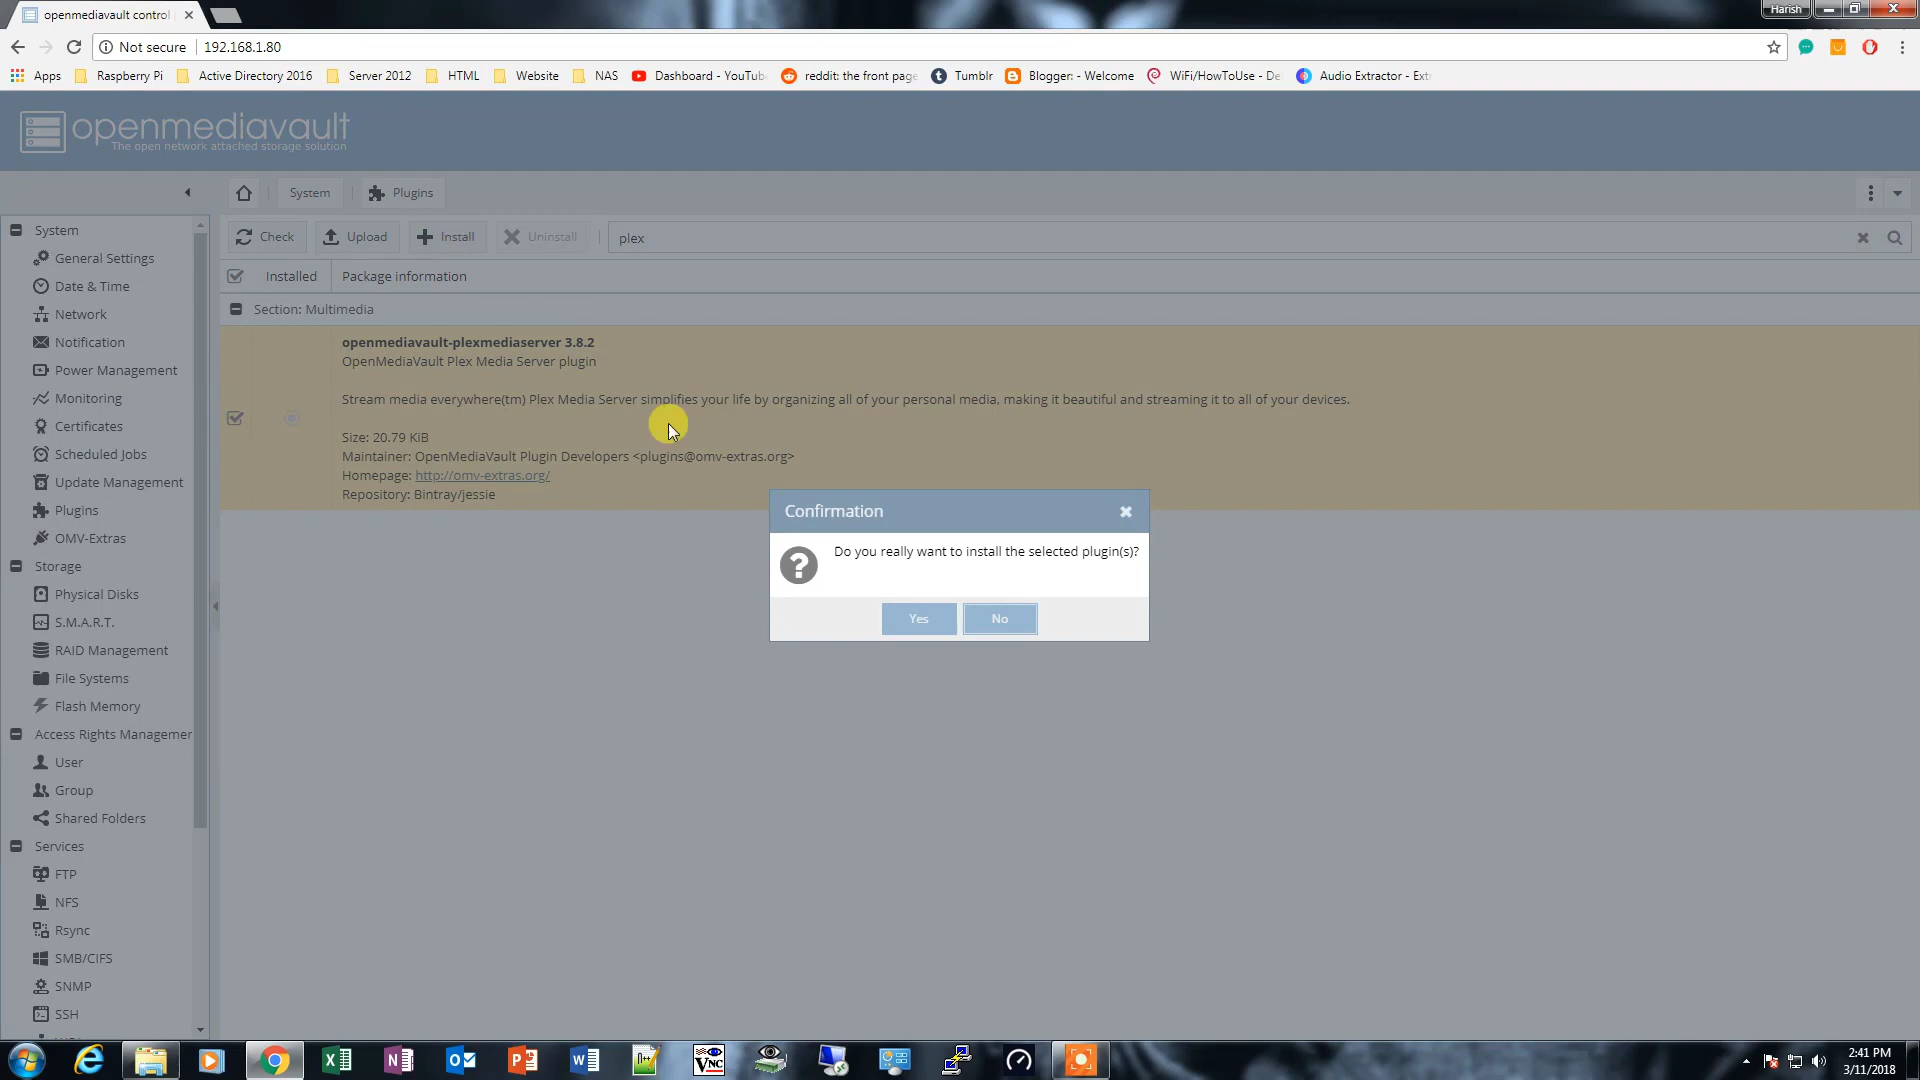 openmediavault control
Harish
Not secure
192.168.1.80
Apps
Raspberry Pi
Active Directory 2016
Server 2012
HTML
Website
NAS
Dashboard - YouTub
reddit: the front page
Tumblr
Blogger: - Welcome
WiFi/HowToUse - De
Audio Extractor - Ext
openmediavault
The open network attached storage solution
System
Plugins
Check
Upload
Install
Uninstall
plex
Installed
Package information
Section: Multimedia
openmediavault-plexmediaserver 3.8.2
OpenMediaVault Plex Media Server plugin
Stream media everywhere(tm) Plex Media Server simplifies your life by organizing all of your personal media, making it beautiful and streaming it to all of your devices.
Size: 20.79 KiB
Maintainer: OpenMediaVault Plugin Developers <plugins@omv-extras.org>
Homepage: http://omv-extras.org/
Repository: Bintray/jessie
Confirmation
Do you really want to install the selected plugin(s)?
Yes
No
System
General Settings
Date & Time
Network
Notification
Power Management
Monitoring
Certificates
Scheduled Jobs
Update Management
Plugins
OMV-Extras
Storage
Physical Disks
S.M.A.R.T.
RAID Management
File Systems
Flash Memory
Access Rights Managemer
User
Group
Shared Folders
Services
FTP
NFS
Rsync
SMB/CIFS
SNMP
SSH
2:41 PM
3/11/2018